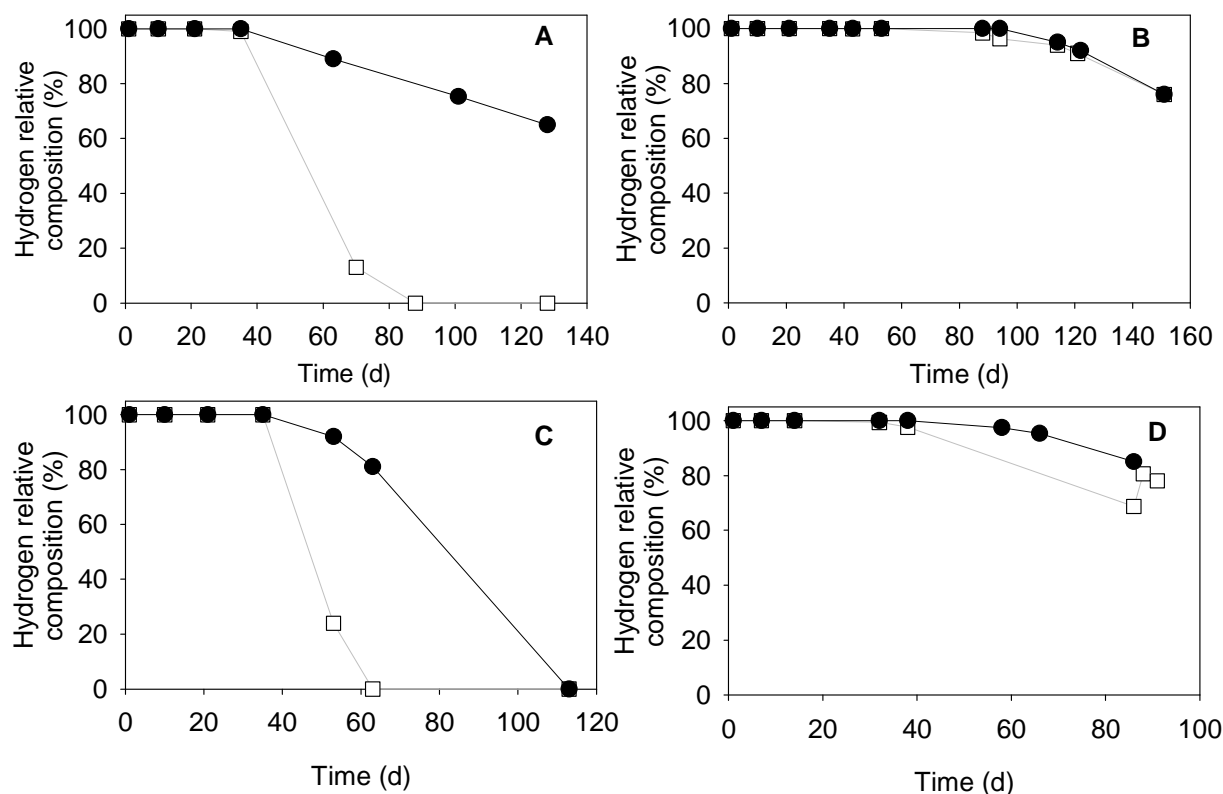 A
Hydrogen relative
composition (%)
100
80
60
40
20
0
0 20 40 60 80 100 120 140
Time (d)
B
Hydrogen relative
composition (%)
100
80
60
40
20
0
0 20 40 60 80 100 120 140 160
Time (d)
C
Hydrogen relative
composition (%)
100
80
60
40
20
0
0 20 40 60 80 100 120
Time (d)
D
Hydrogen relative
composition (%)
100
80
60
40
20
0
0 20 40 60 80 100
Time (d)